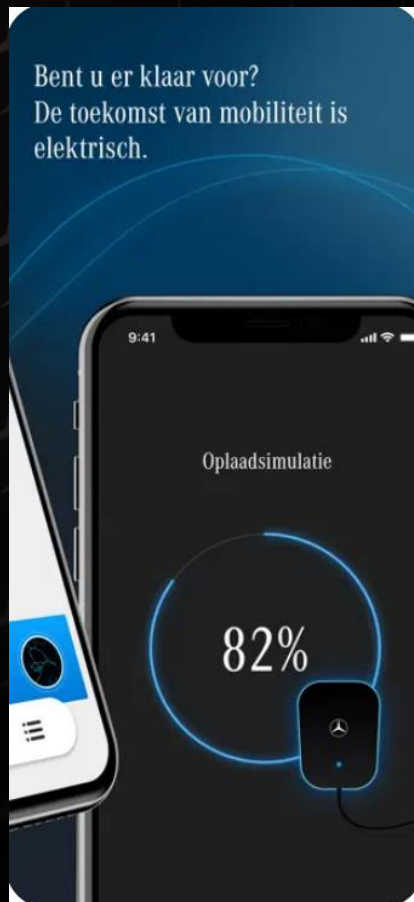 Bent u er klaar voor?
De toekomst van mobiliteit is
elektrisch.
9:41
Oplaadsimulatie
82%